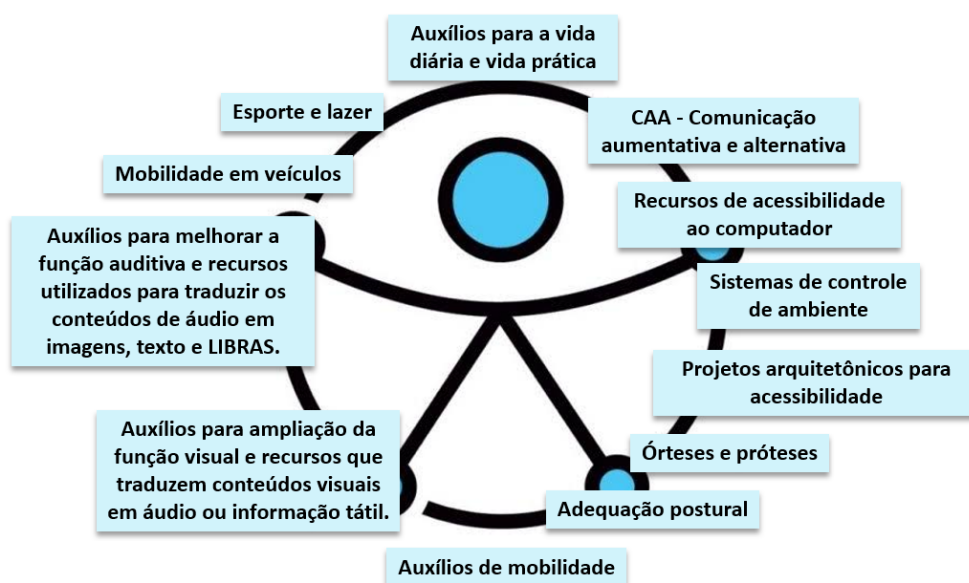 Auxílios para a vida
diária e vida prática
CAA - Comunicação
aumentativa e alternativa
Recursos de acessibilidade
ao computador
Sistemas de controle
de ambiente
Projetos arquitetônicos para
acessibilidade
Órteses e próteses
Adequação postural
Auxílios de mobilidade
Auxílios para ampliação da
função visual e recursos que
traduzem conteúdos visuais
em áudio ou informação tátil.
Auxílios para melhorar a
função auditiva e recursos
utilizados para traduzir os
conteúdos de áudio em
imagens, texto e LIBRAS.
Mobilidade em veículos
Esporte e lazer